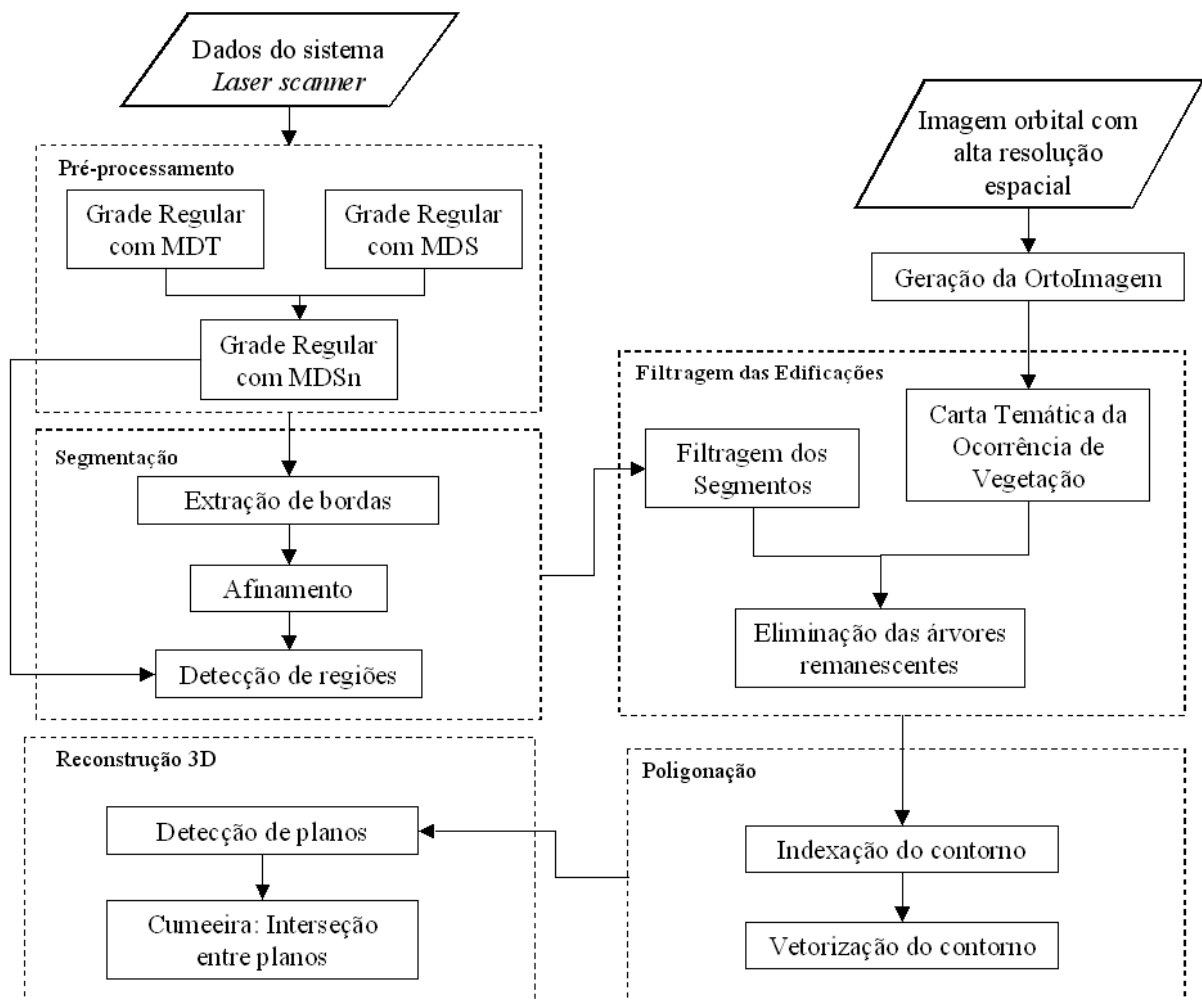 Dados do sistema
Laser scanner
Pré-processamento
Grade Regular
com MDT
Grade Regular
com MDS
Grade Regular
com MDSn
Segmentação
Extração de bordas
Afinamento
Detecção de regiões
Imagem orbital com
alta resolução
espacial
Geração da OrtoImagem
Filtragem das Edificações
Filtragem dos
Segmentos
Carta Temática da
Ocorrência de
Vegetação
Eliminação das árvores
remanescentes
Poligonação
Indexação do contorno
Vetorização do contorno
Reconstrução 3D
Detecção de planos
Cumeeira: Interseção
entre planos